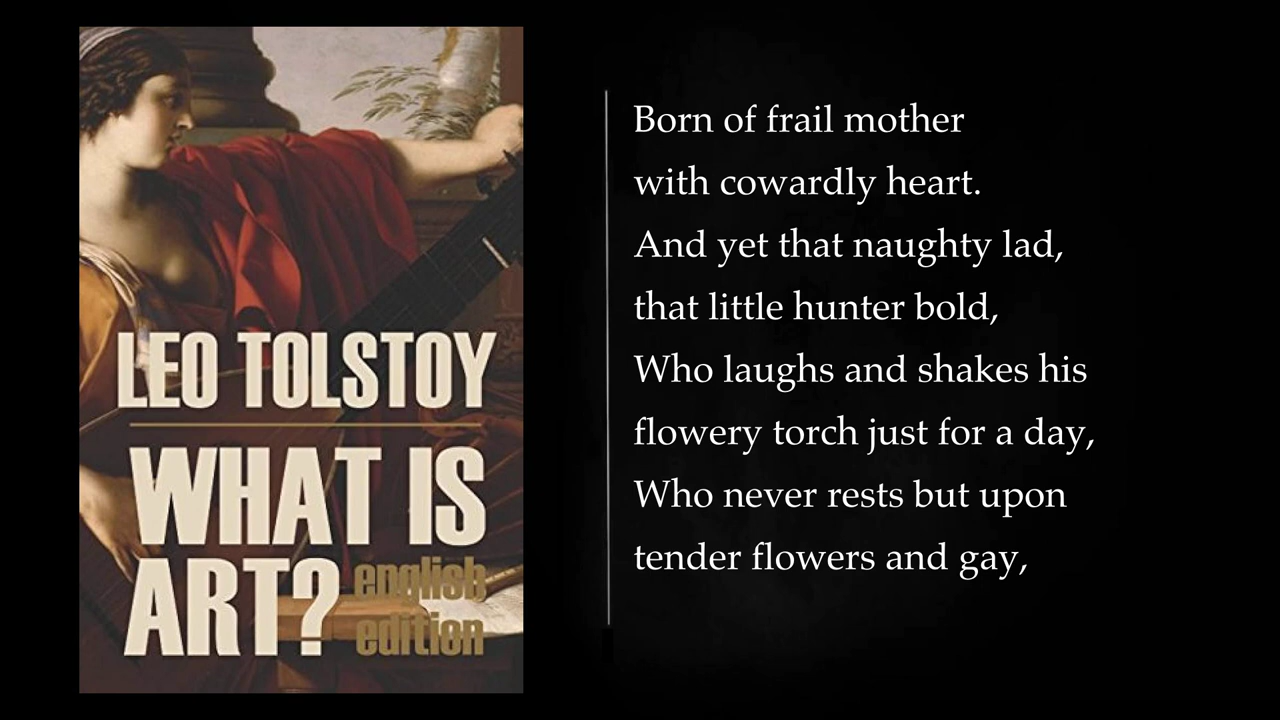 LEO TOLSTOY
WHAT IS
ART?
english
edition
Born of frail mother
with cowardly heart.
And yet that naughty lad,
that little hunter bold,
Who laughs and shakes his
flowery torch just for a day,
Who never rests but upon
tender flowers and gay,